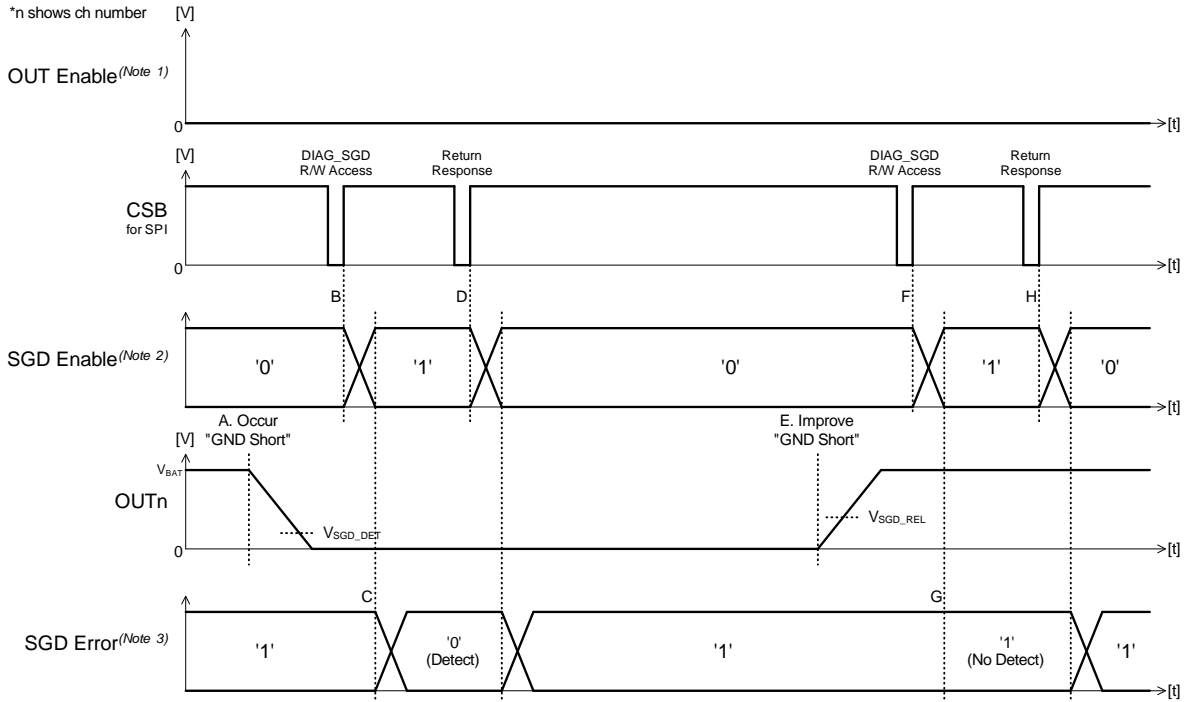 *n shows ch number
[V]
OUT Enable(Note 1)
0
[t]
[V]
DIAG_SGD
R/W Access
Return
Response
DIAG_SGD
R/W Access
Return
Response
CSB
for SPI
0
[t]
B
D
F
H
SGD Enable(Note 2)
'0'
'1'
'0'
'1'
'0'
[t]
A. Occur
"GND Short"
E. Improve
"GND Short"
[V]
VBAT
OUTn
VSGD_DET
VSGD_REL
0
[t]
C
G
SGD Error(Note 3)
'1'
'0'
(Detect)
'1'
'1'
(No Detect)
'1'
[t]